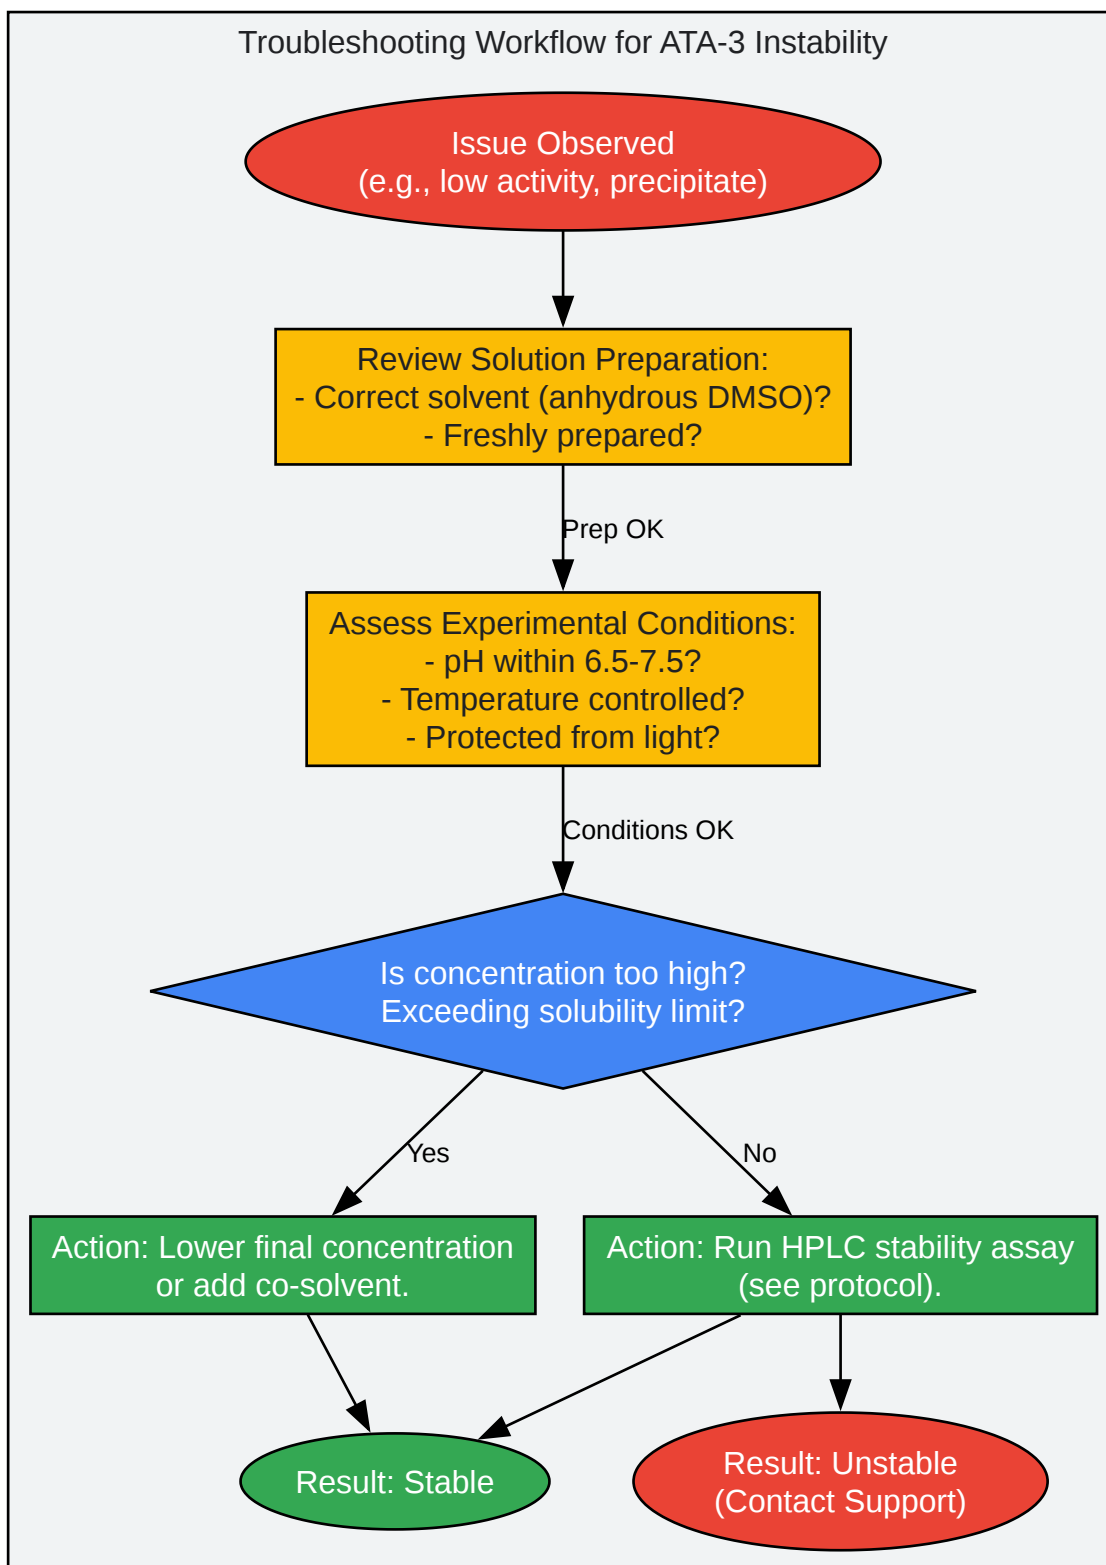 Troubleshooting Workflow for ATA-3 Instability
Issue Observed
(e.g., low activity, precipitate)
Review Solution Preparation:
- Correct solvent (anhydrous DMSO)?
- Freshly prepared?
Prep OK
Assess Experimental Conditions:
- pH within 6.5-7.5?
- Temperature controlled?
- Protected from light?
Conditions OK
Is concentration too high?
Exceeding solubility limit?
Yes
No
Action: Lower final concentration
or add co-solvent.
Action: Run HPLC stability assay
(see protocol).
Result: Stable
Result: Unstable
(Contact Support)